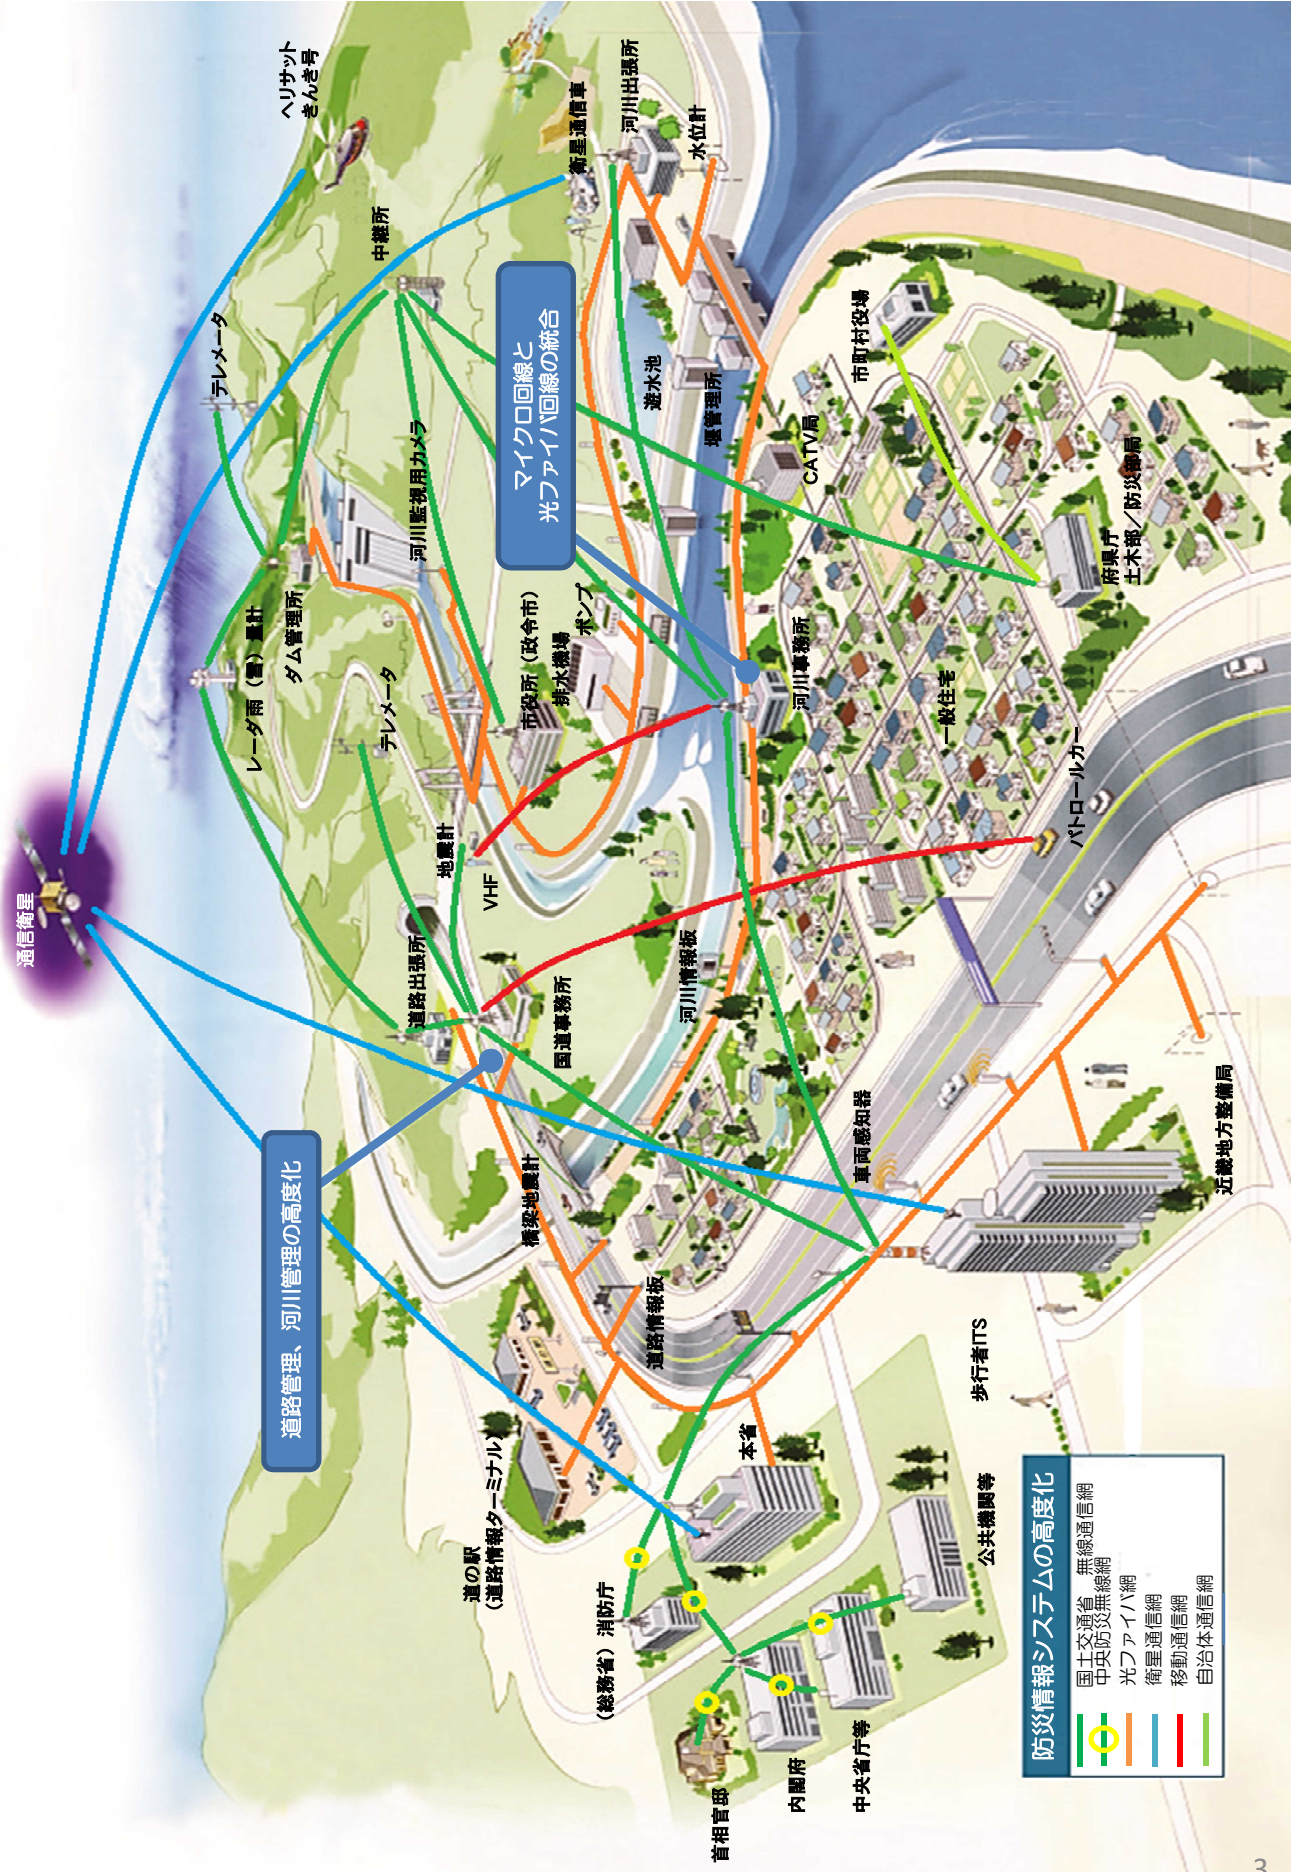 通信衛星
ヘリサット
きんき号
中継所
テレメータ
衛星通信車
河川出張所
水位計
マイクロ回線と
光ファイバ回線の統合
遊水池
堰管理所
河川監視用カメラ
レーダ雨（雪）量計
ダム管理所
テレメータ
市役所（政令市）
排水機場
ポンプ
CATV局
市町村役場
府県庁
土木部／防災部局
河川事務所
一般住宅
パトロールカー
地震計
VHF
道路出張所
国道事務所
河川情報板
道路管理、河川管理の高度化
橋梁地震計
車両感知器
近畿地方整備局
道路情報板
歩行者ITS
道の駅
（道路情報ターミナル）
本省
（総務省）消防庁
公共機関等
首相官邸
内閣府
中央省庁等
防災情報システムの高度化
国土交通省　無線通信網
中央防災無線網
光ファイバ網
衛星通信網
移動通信網
自治体通信網
3